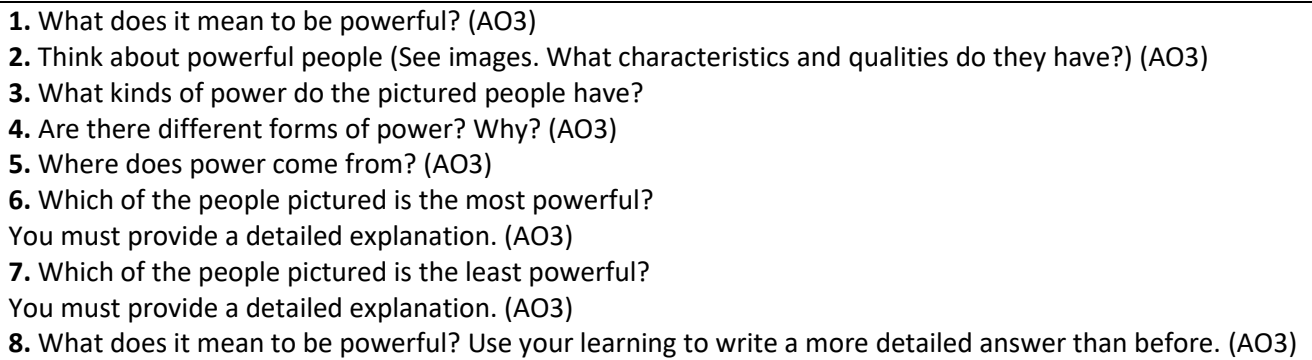 1. What does it mean to be powerful? (AO3)
2. Think about powerful people (See images. What characteristics and qualities do they have?) (AO3)
3. What kinds of power do the pictured people have?
4. Are there different forms of power? Why? (AO3)
5. Where does power come from? (AO3)
6. Which of the people pictured is the most powerful?
You must provide a detailed explanation. (AO3)
7. Which of the people pictured is the least powerful?
You must provide a detailed explanation. (AO3)
8. What does it mean to be powerful? Use your learning to write a more detailed answer than before. (AO3)